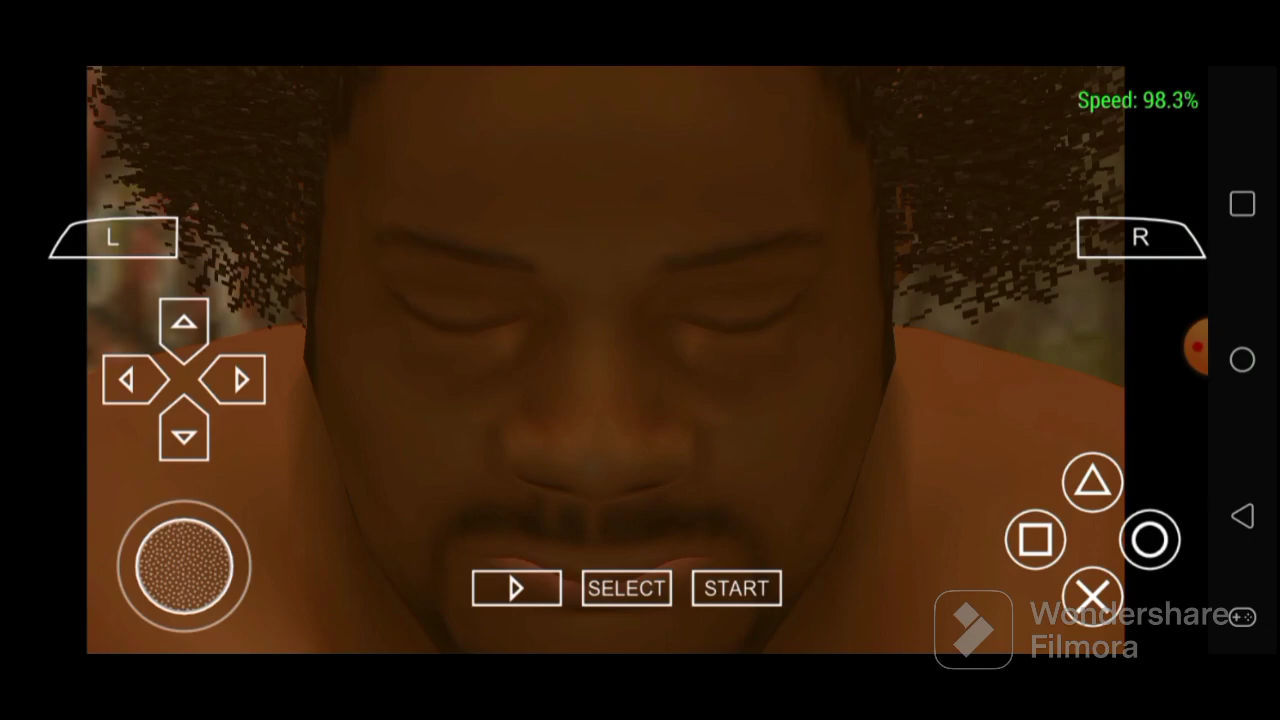 Speed: 98.3%
L
R
SELECT
START
Wondershare
Filmora